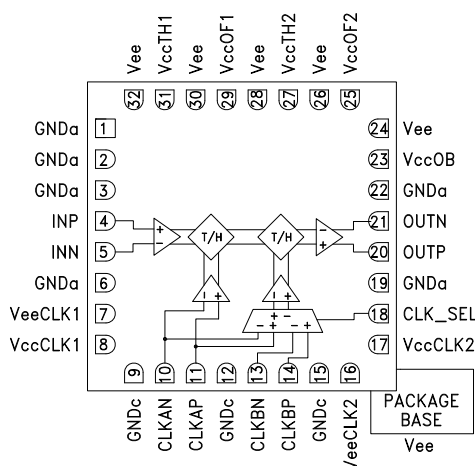 Vee
VccTH1
Vee
VccOF1
Vee
VccTH2
Vee
VccOF2
32
31
30
29
28
27
26
25
GNDa 1
GNDa 2
GNDa 3
INP 4
INN 5
GNDa 6
VeeCLK1 7
VccCLK1 8
24 Vee
23 VccOB
22 GNDa
21 OUTN
20 OUTP
19 GNDa
18 CLK_SEL
17 VccCLK2
+
-
T/H
T/H
-
+
- +
- +
+ -
- + - +
9
10
11
12
13
14
15
16
GNDc
CLKAN
CLKAP
GNDc
CLKBN
CLKBP
GNDc
VeeCLK2
PACKAGE
BASE
Vee